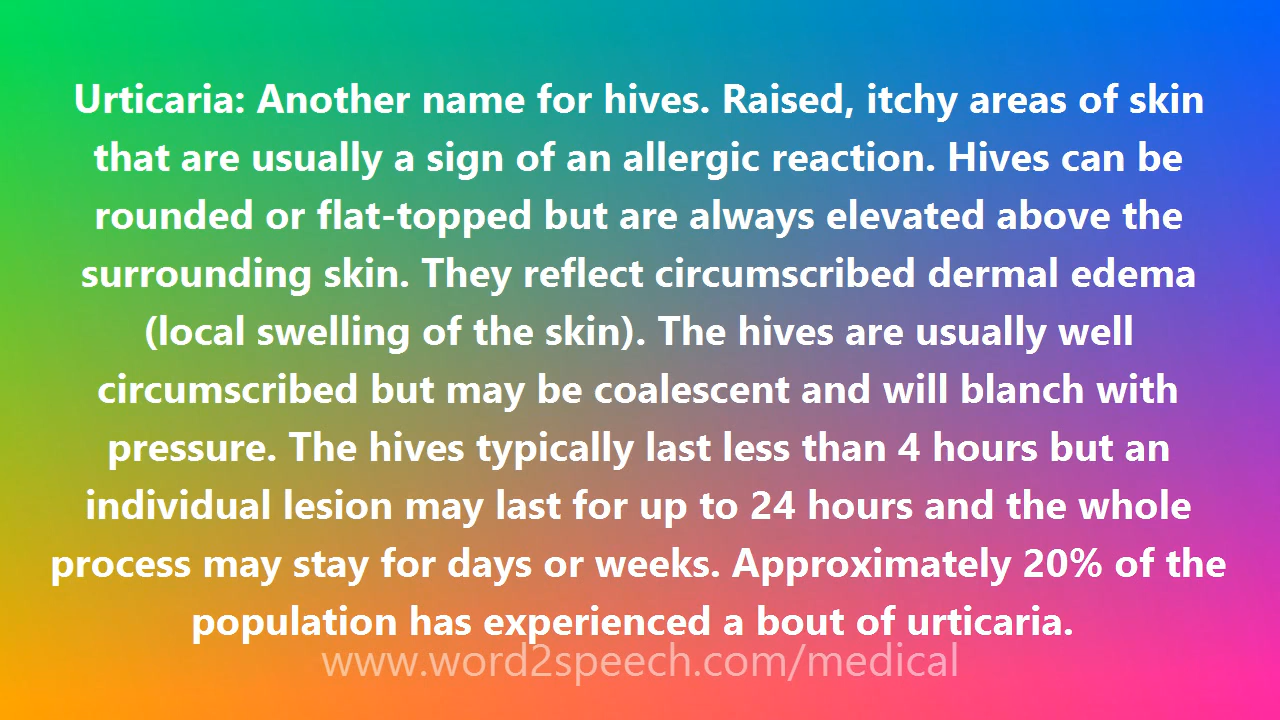 Urticaria: Another name for hives. Raised, itchy areas of skin
that are usually a sign of an allergic reaction. Hives can be
rounded or flat-topped but are always elevated above the
surrounding skin. They reflect circumscribed dermal edema
(local swelling of the skin). The hives are usually well
circumscribed but may be coalescent and will blanch with
pressure. The hives typically last less than 4 hours but an
individual lesion may last for up to 24 hours and the whole
process may stay for days or weeks. Approximately 20% of the
population has experienced a bout of urticaria.
www.word2speech.com/medical